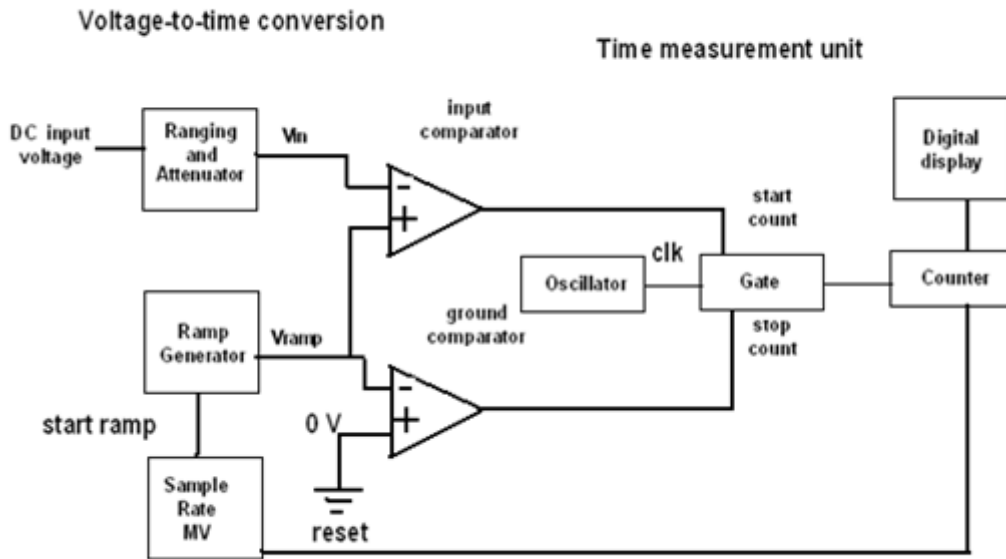 Voltage-to-time conversion
Time measurement unit
DC input
voltage
Ranging
and
Attenuator
Vin
input
comparator
-
+
start
count
Digital
display
Oscillator
clk
Gate
Counter
Ramp
Generator
Vramp
ground
comparator
-
+
stop
count
start ramp
0 V
Sample
Rate
MV
reset